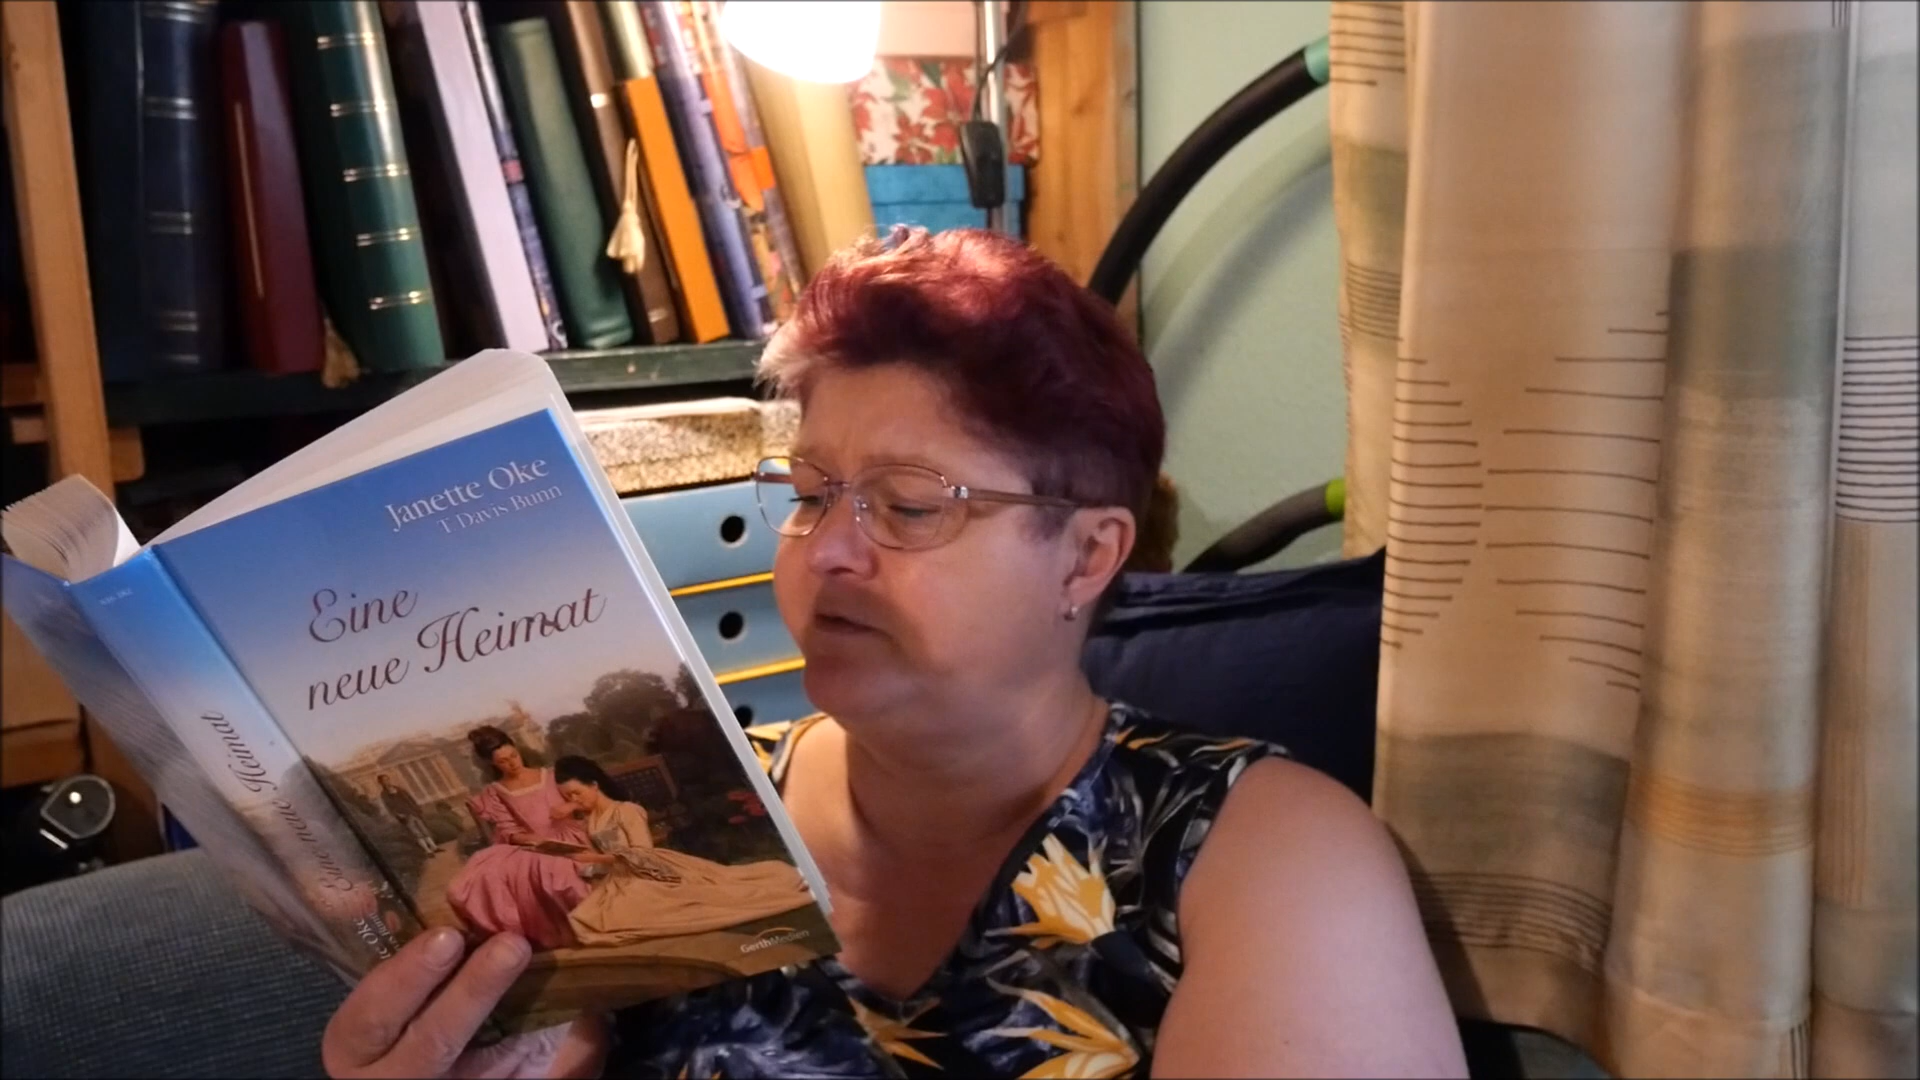 Janette Oke
T Davis Bunn
Eine
neue Heimat
GerthMedien
Eine neue Heimat